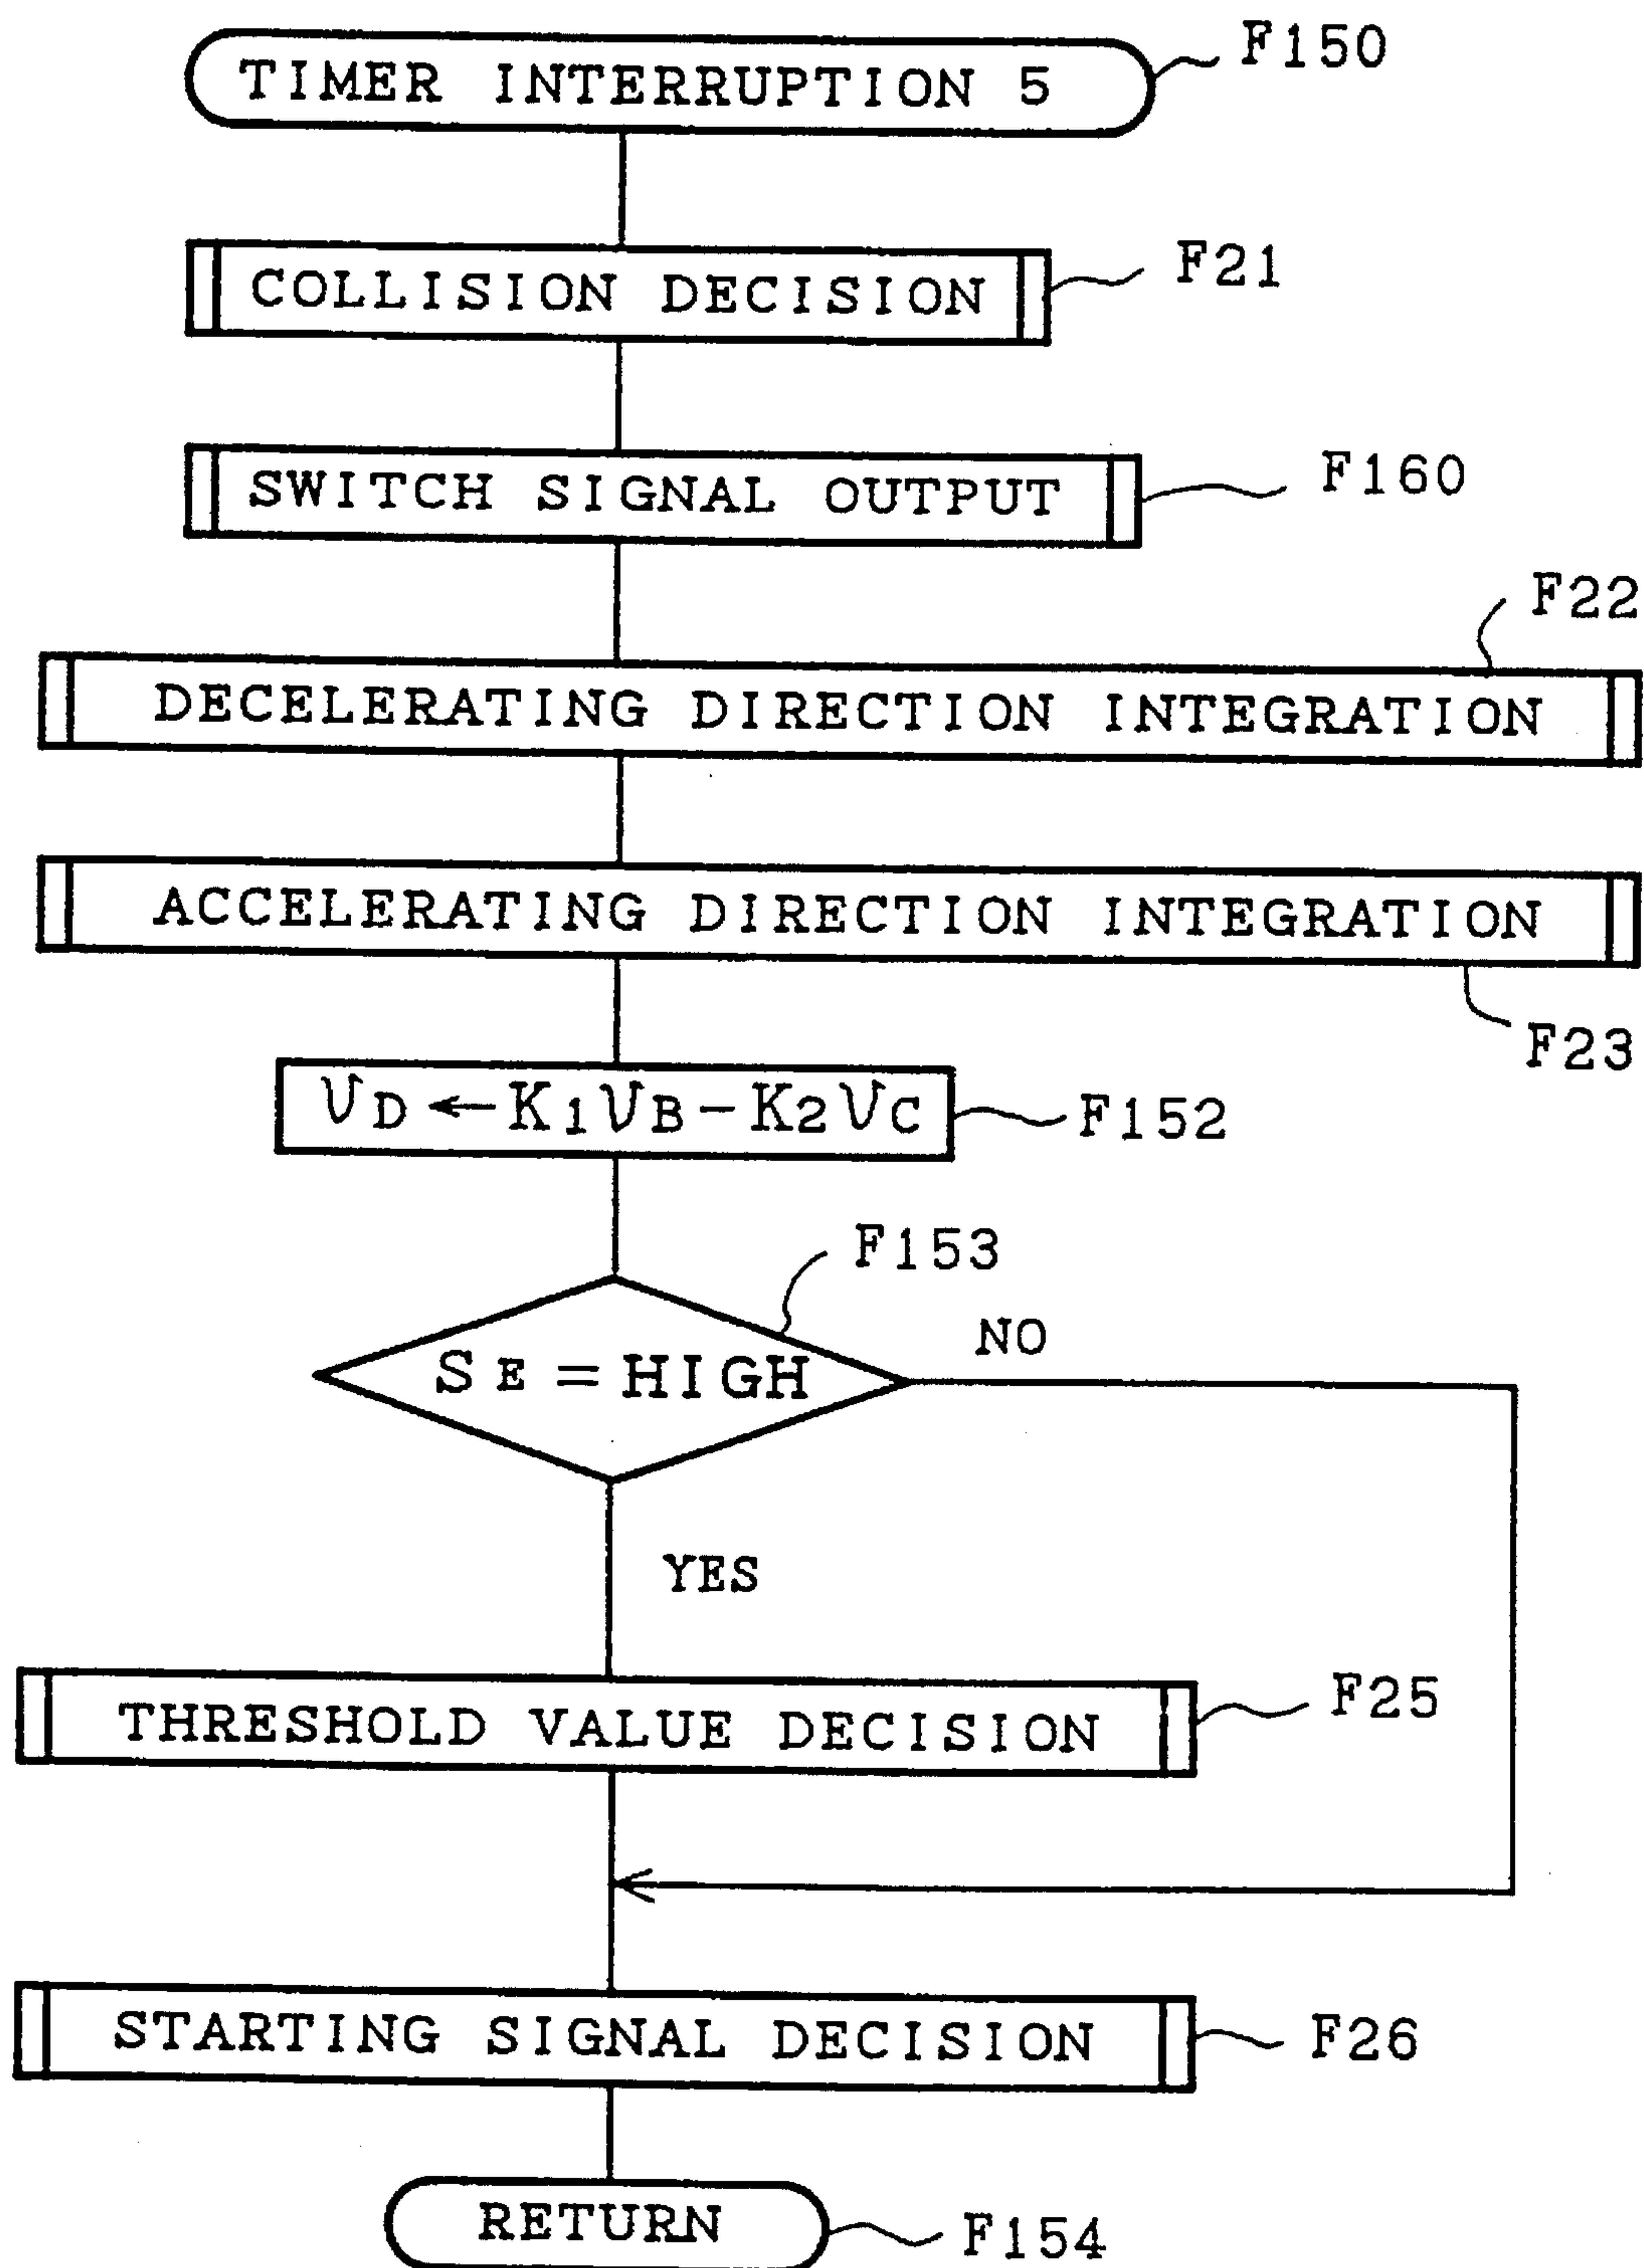 TIMER INTERRUPTION 5
F150
COLLISION DECISION
F21
SWITCH SIGNAL OUTPUT
F160
F22
DECELERATING DIRECTION INTEGRATION
ACCELERATING DIRECTION INTEGRATION
F23
VD ← K1VB − K2VC
F152
F153
SE = HIGH
NO
YES
THRESHOLD VALUE DECISION
F25
STARTING SIGNAL DECISION
F26
RETURN
F154